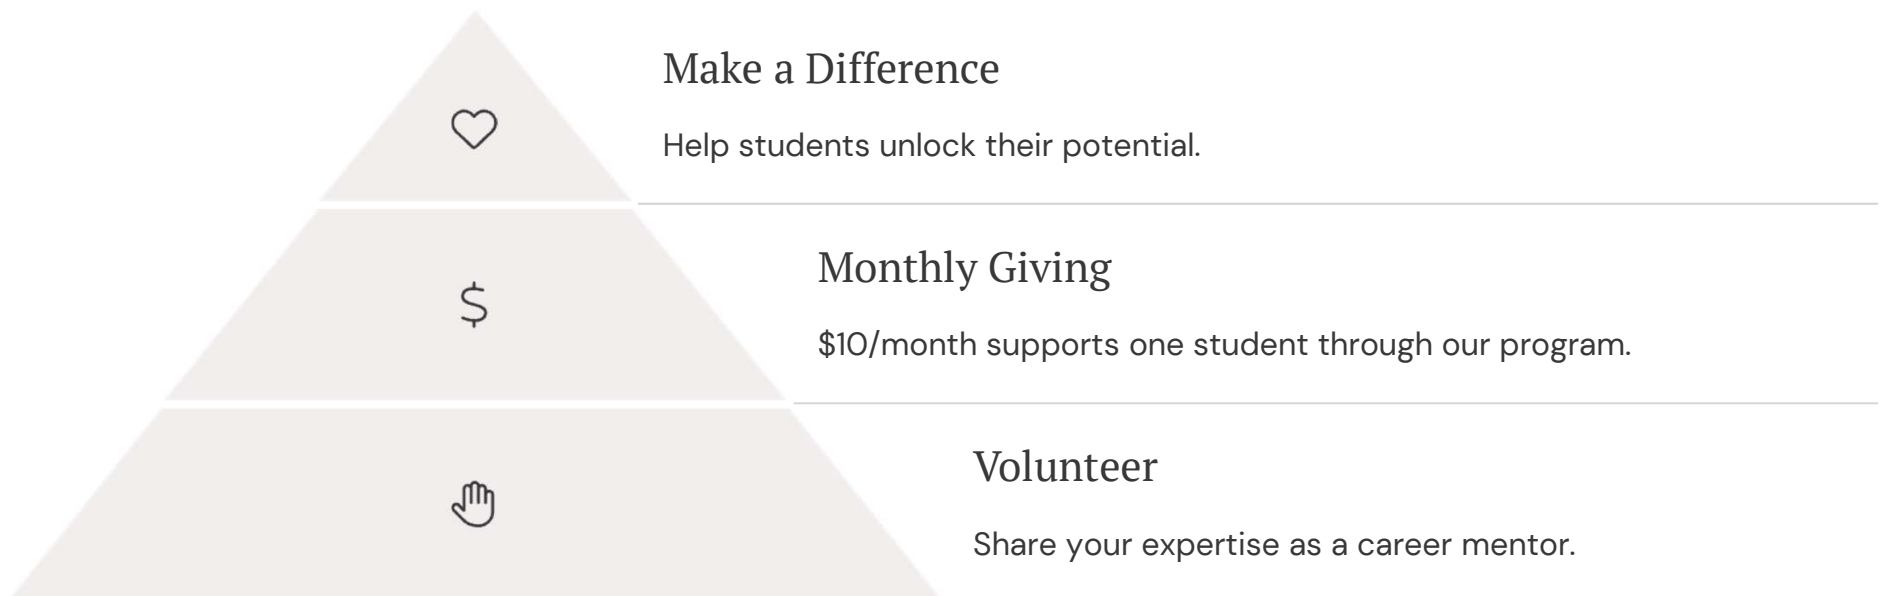 Make a Difference
Help students unlock their potential.
$
Monthly Giving
$10/month supports one student through our program.
Volunteer
Share your expertise as a career mentor.